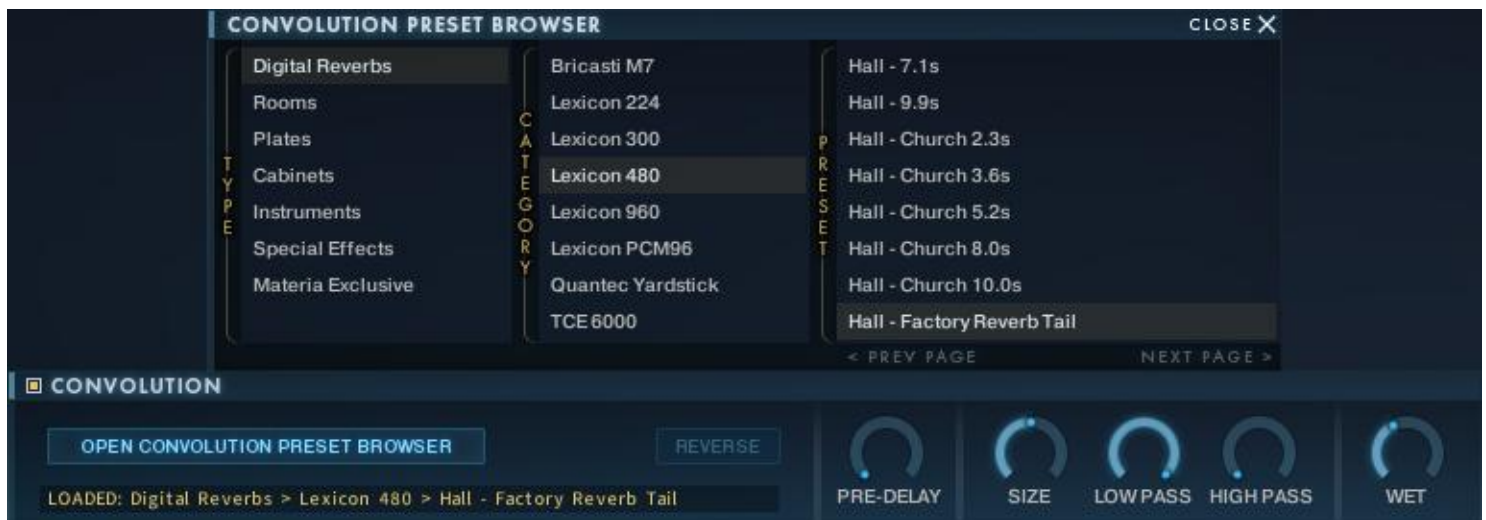 CONVOLUTION PRESET BROWSER
CLOSE X
TYPE
Digital Reverbs
Rooms
Plates
Cabinets
Instruments
Special Effects
Materia Exclusive
CATEGORY
Bricasti M7
Lexicon 224
Lexicon 300
Lexicon 480
Lexicon 960
Lexicon PCM96
Quantec Yardstick
TCE 6000
PRESET
Hall - 7.1s
Hall - 9.9s
Hall - Church 2.3s
Hall - Church 3.6s
Hall - Church 5.2s
Hall - Church 8.0s
Hall - Church 10.0s
Hall - Factory Reverb Tail
< PREV PAGE
NEXT PAGE >
CONVOLUTION
OPEN CONVOLUTION PRESET BROWSER
REVERSE
LOADED: Digital Reverbs > Lexicon 480 > Hall - Factory Reverb Tail
PRE-DELAY
SIZE
LOW PASS
HIGH PASS
WET